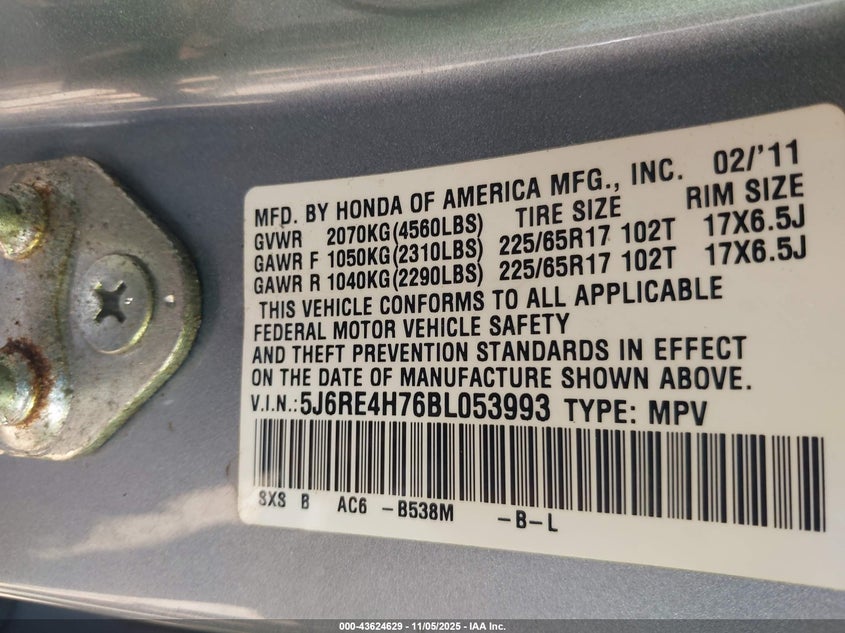 MFD. BY HONDA OF AMERICA MFG., INC. 02/'11
GVWR 2070KG(4560LBS) TIRE SIZE RIM SIZE
GAWR F 1050KG(2310LBS) 225/65R17 102T 17X6.5J
GAWR R 1040KG(2290LBS) 225/65R17 102T 17X6.5J
THIS VEHICLE CONFORMS TO ALL APPLICABLE
FEDERAL MOTOR VEHICLE SAFETY
AND THEFT PREVENTION STANDARDS IN EFFECT
ON THE DATE OF MANUFACTURE SHOWN ABOVE.
V.I.N.:5J6RE4H76BL053993 TYPE: MPV
SXS B AC6 -B538M -B-L
000-43624629 - 11/05/2025 - IAA Inc.